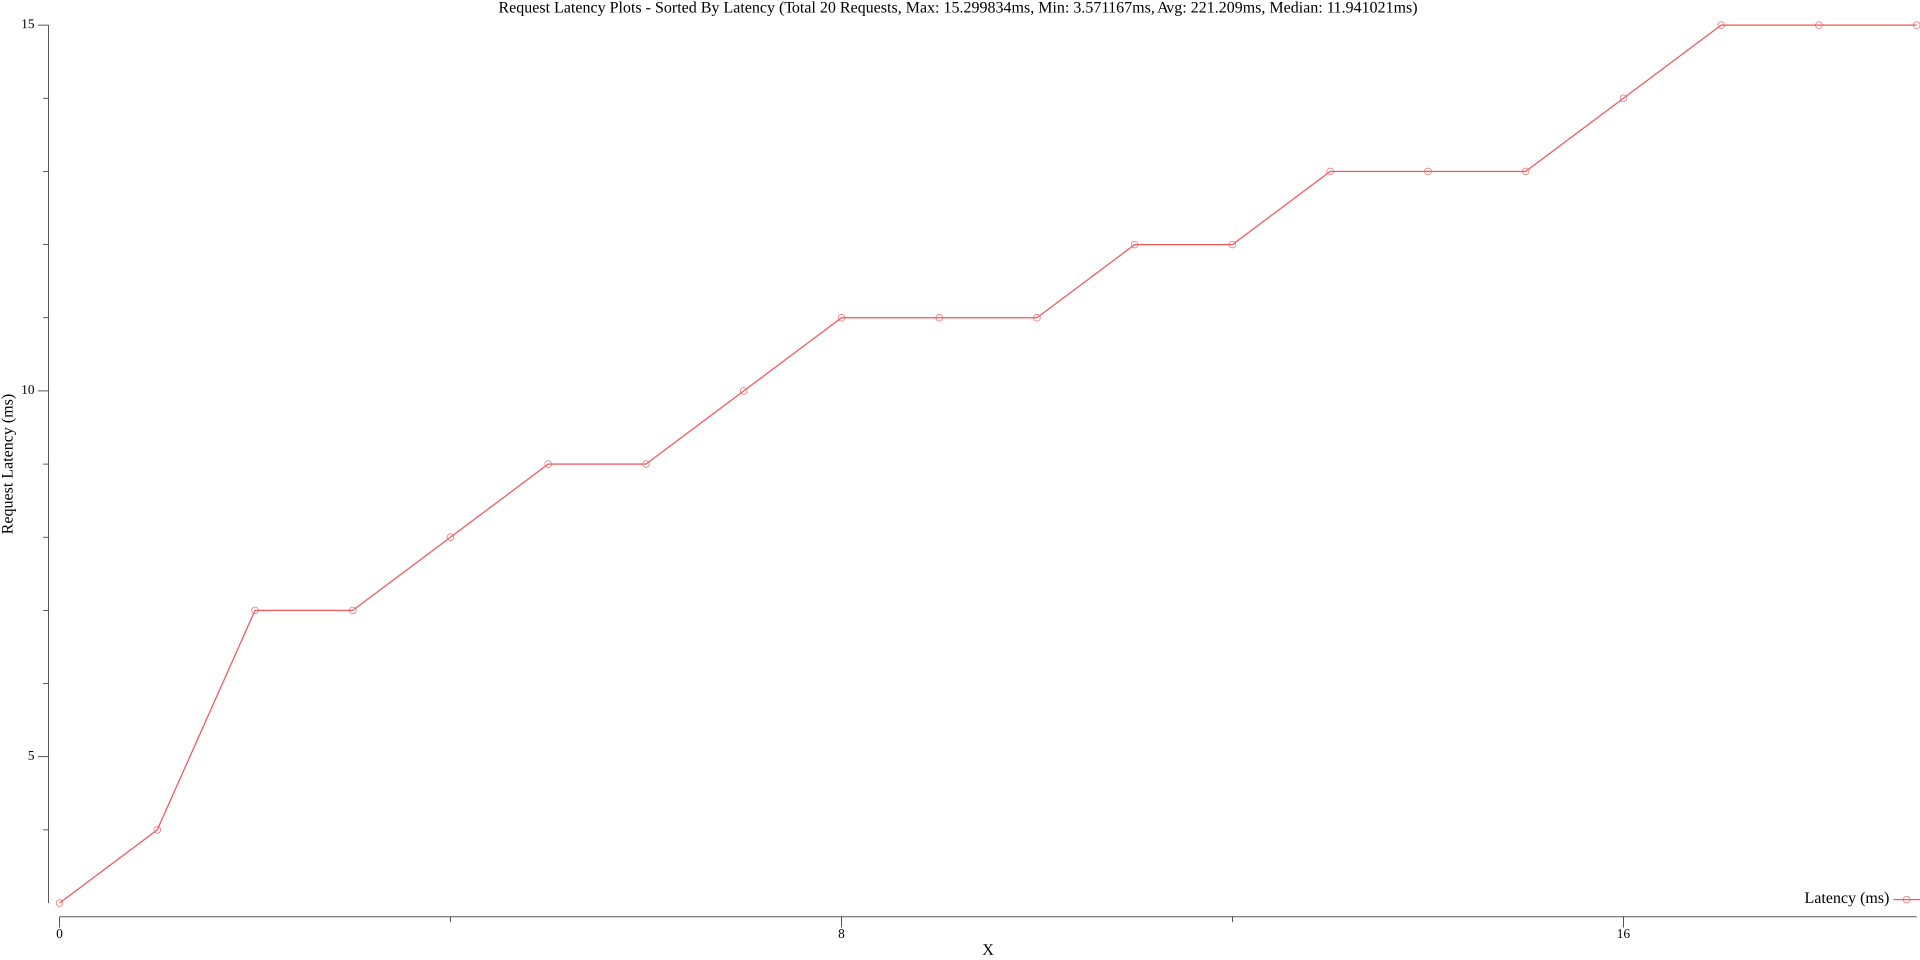 Request Latency Plots - Sorted By Latency (Total 20 Requests, Max: 15.299834ms, Min: 3.571167ms, Avg: 221.209ms, Median: 11.941021ms)
15
10
5
Request Latency (ms)
Latency (ms)
0
8
16
X